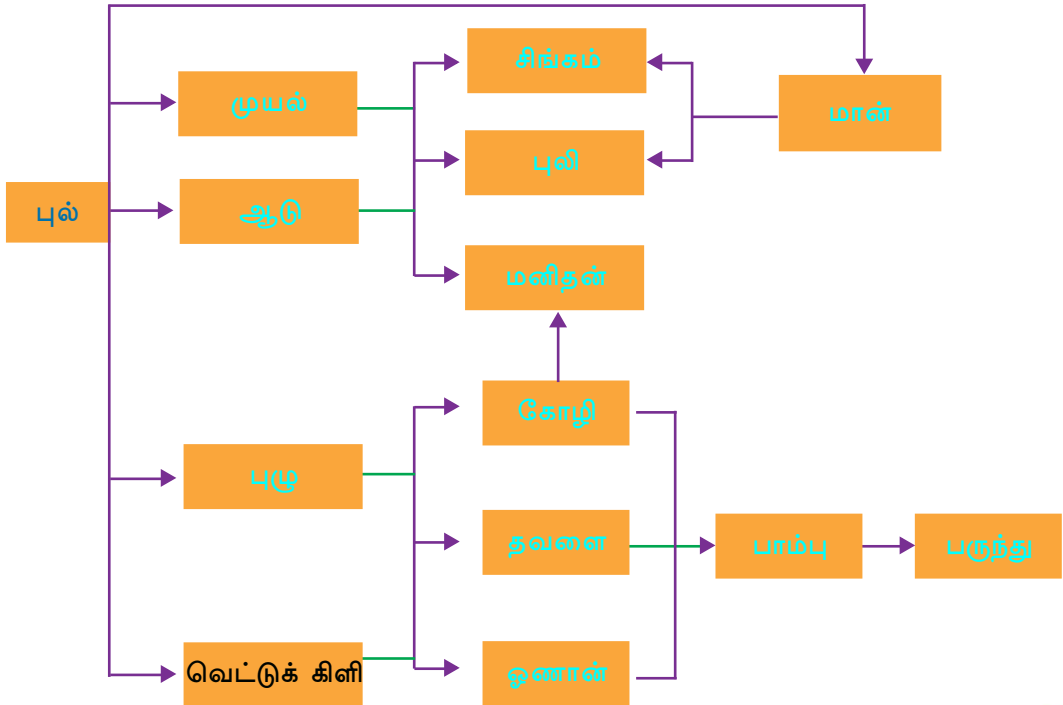 சிங்கம்
முயல்
மான்
புலி
புல்
ஆடு
மனிதன்
கோழி
புழு
தவளை
பாம்பு
பருந்து
வெட்டுக் கிளி
ஓணான்